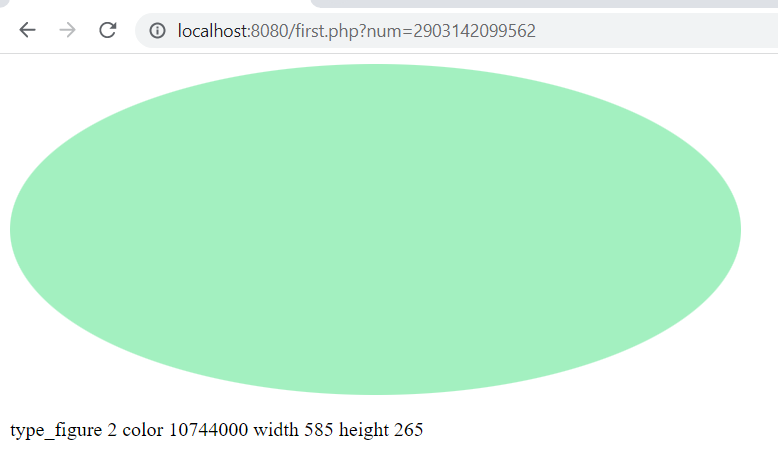 localhost:8080/first.php?num=2903142099562
type_figure 2 color 10744000 width 585 height 265